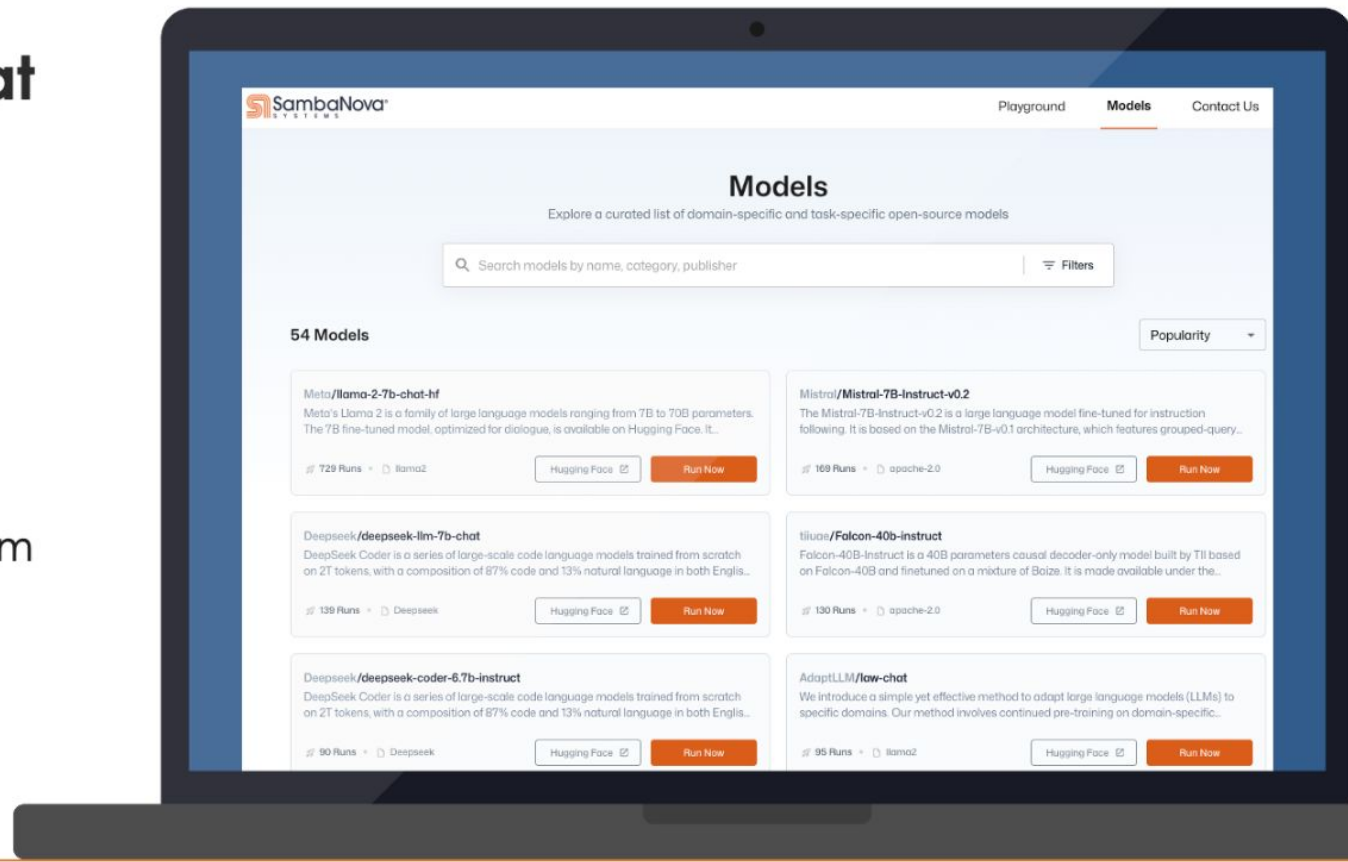 at
m
SambaNova®
SYSTEMS
Playground
Models
Contact Us
Models
Explore a curated list of domain-specific and task-specific open-source models
Search models by name, category, publisher
Filters
54 Models
Popularity
Meta/llama-2-7b-chat-hf
Meta's Llama 2 is a family of large language models ranging from 7B to 70B parameters.
The 7B fine-tuned model, optimized for dialogue, is available on Hugging Face. It...
729 Runs • llama2
Hugging Face
Run Now
Mistral/Mistral-7B-Instruct-v0.2
The Mistral-7B-Instruct-v0.2 is a large language model fine-tuned for instruction
following. It is based on the Mistral-7B-v0.1 architecture, which features grouped-query...
169 Runs • apache-2.0
Hugging Face
Run Now
Deepseek/deepseek-llm-7b-chat
DeepSeek Coder is a series of large-scale code language models trained from scratch
on 2T tokens, with a composition of 87% code and 13% natural language in both Englis...
139 Runs • Deepseek
Hugging Face
Run Now
tiiuae/Falcon-40b-instruct
Falcon-40B-Instruct is a 40B parameters causal decoder-only model built by TII based
on Falcon-40B and finetuned on a mixture of Baize. It is made available under the...
130 Runs • apache-2.0
Hugging Face
Run Now
Deepseek/deepseek-coder-6.7b-instruct
DeepSeek Coder is a series of large-scale code language models trained from scratch
on 2T tokens, with a composition of 87% code and 13% natural language in both Englis...
90 Runs • Deepseek
Hugging Face
Run Now
AdaptLLM/law-chat
We introduce a simple yet effective method to adapt large language models (LLMs) to
specific domains. Our method involves continued pre-training on domain-specific...
95 Runs • llama2
Hugging Face
Run Now